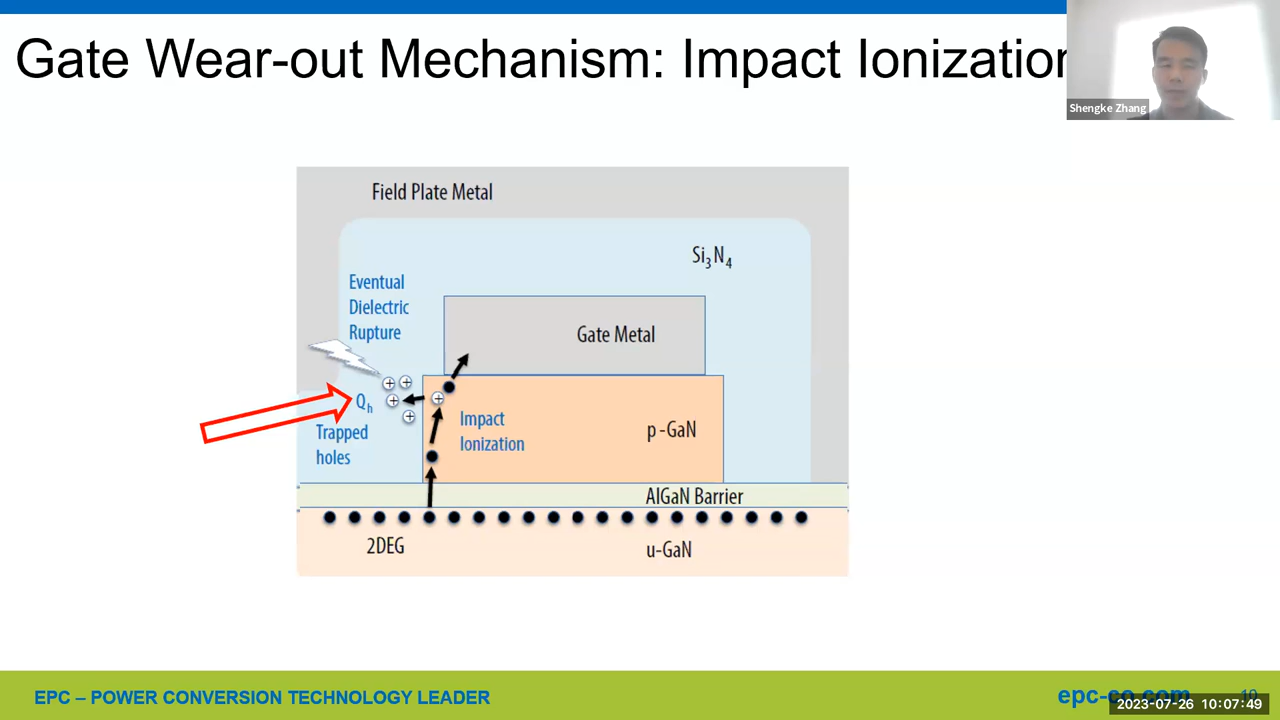 Gate Wear-out Mechanism: Impact Ionization
Shengke Zhang
Field Plate Metal
Si3N4
Eventual
Dielectric
Rupture
Gate Metal
Qh
Trapped
holes
Impact
Ionization
p -GaN
AlGaN Barrier
2DEG
u-GaN
EPC – POWER CONVERSION TECHNOLOGY LEADER
epc-co.com
2023-07-26 10:07:49